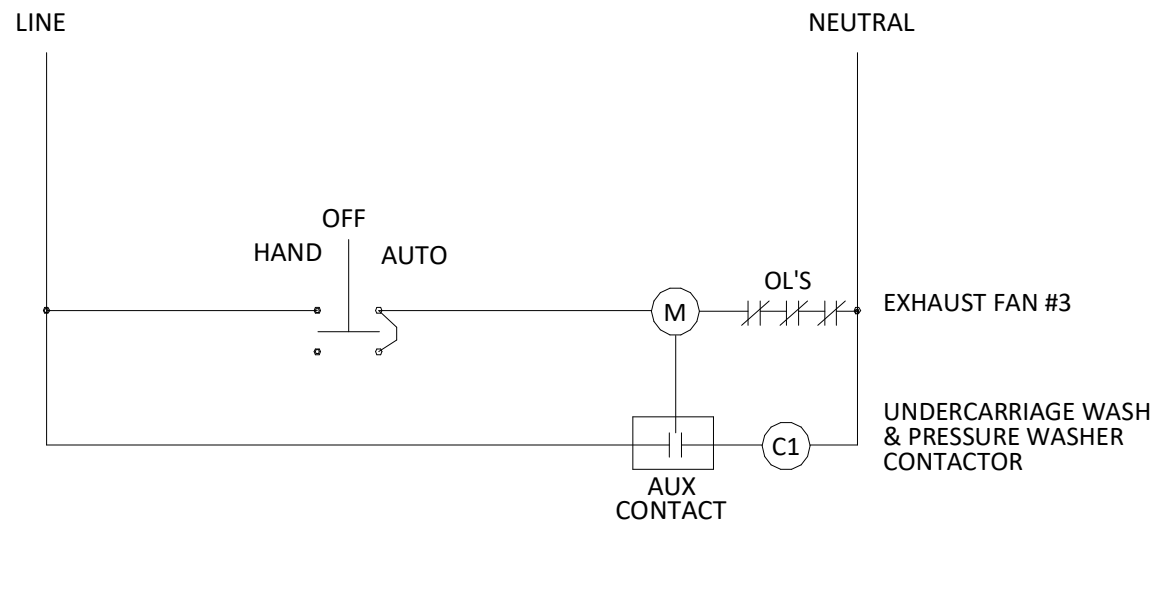 LINE
NEUTRAL
OFF
HAND
AUTO
OL'S
M
EXHAUST FAN #3
UNDERCARRIAGE WASH
& PRESSURE WASHER
CONTACTOR
C1
AUX
CONTACT